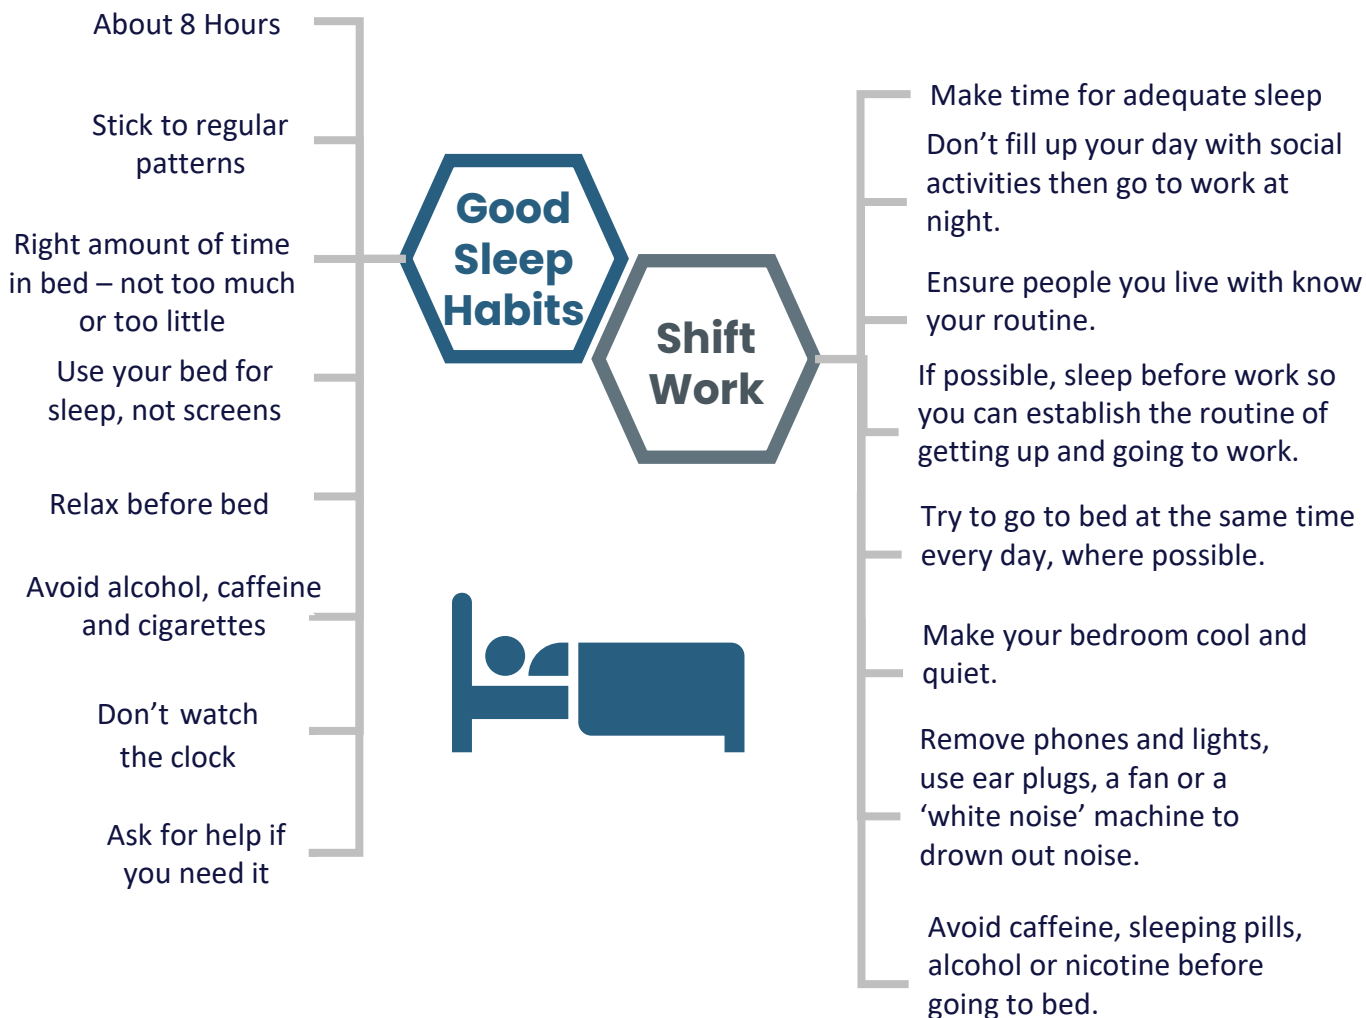 About 8 Hours
Stick to regular
patterns
Right amount of time
in bed – not too much
or too little
Use your bed for
sleep, not screens
Relax before bed
Avoid alcohol, caffeine
and cigarettes
Don’t watch
the clock
Ask for help if
you need it
Good
Sleep
Habits
Shift
Work
Make time for adequate sleep
Don’t fill up your day with social
activities then go to work at
night.
Ensure people you live with know
your routine.
If possible, sleep before work so
you can establish the routine of
getting up and going to work.
Try to go to bed at the same time
every day, where possible.
Make your bedroom cool and
quiet.
Remove phones and lights,
use ear plugs, a fan or a
‘white noise’ machine to
drown out noise.
Avoid caffeine, sleeping pills,
alcohol or nicotine before
going to bed.